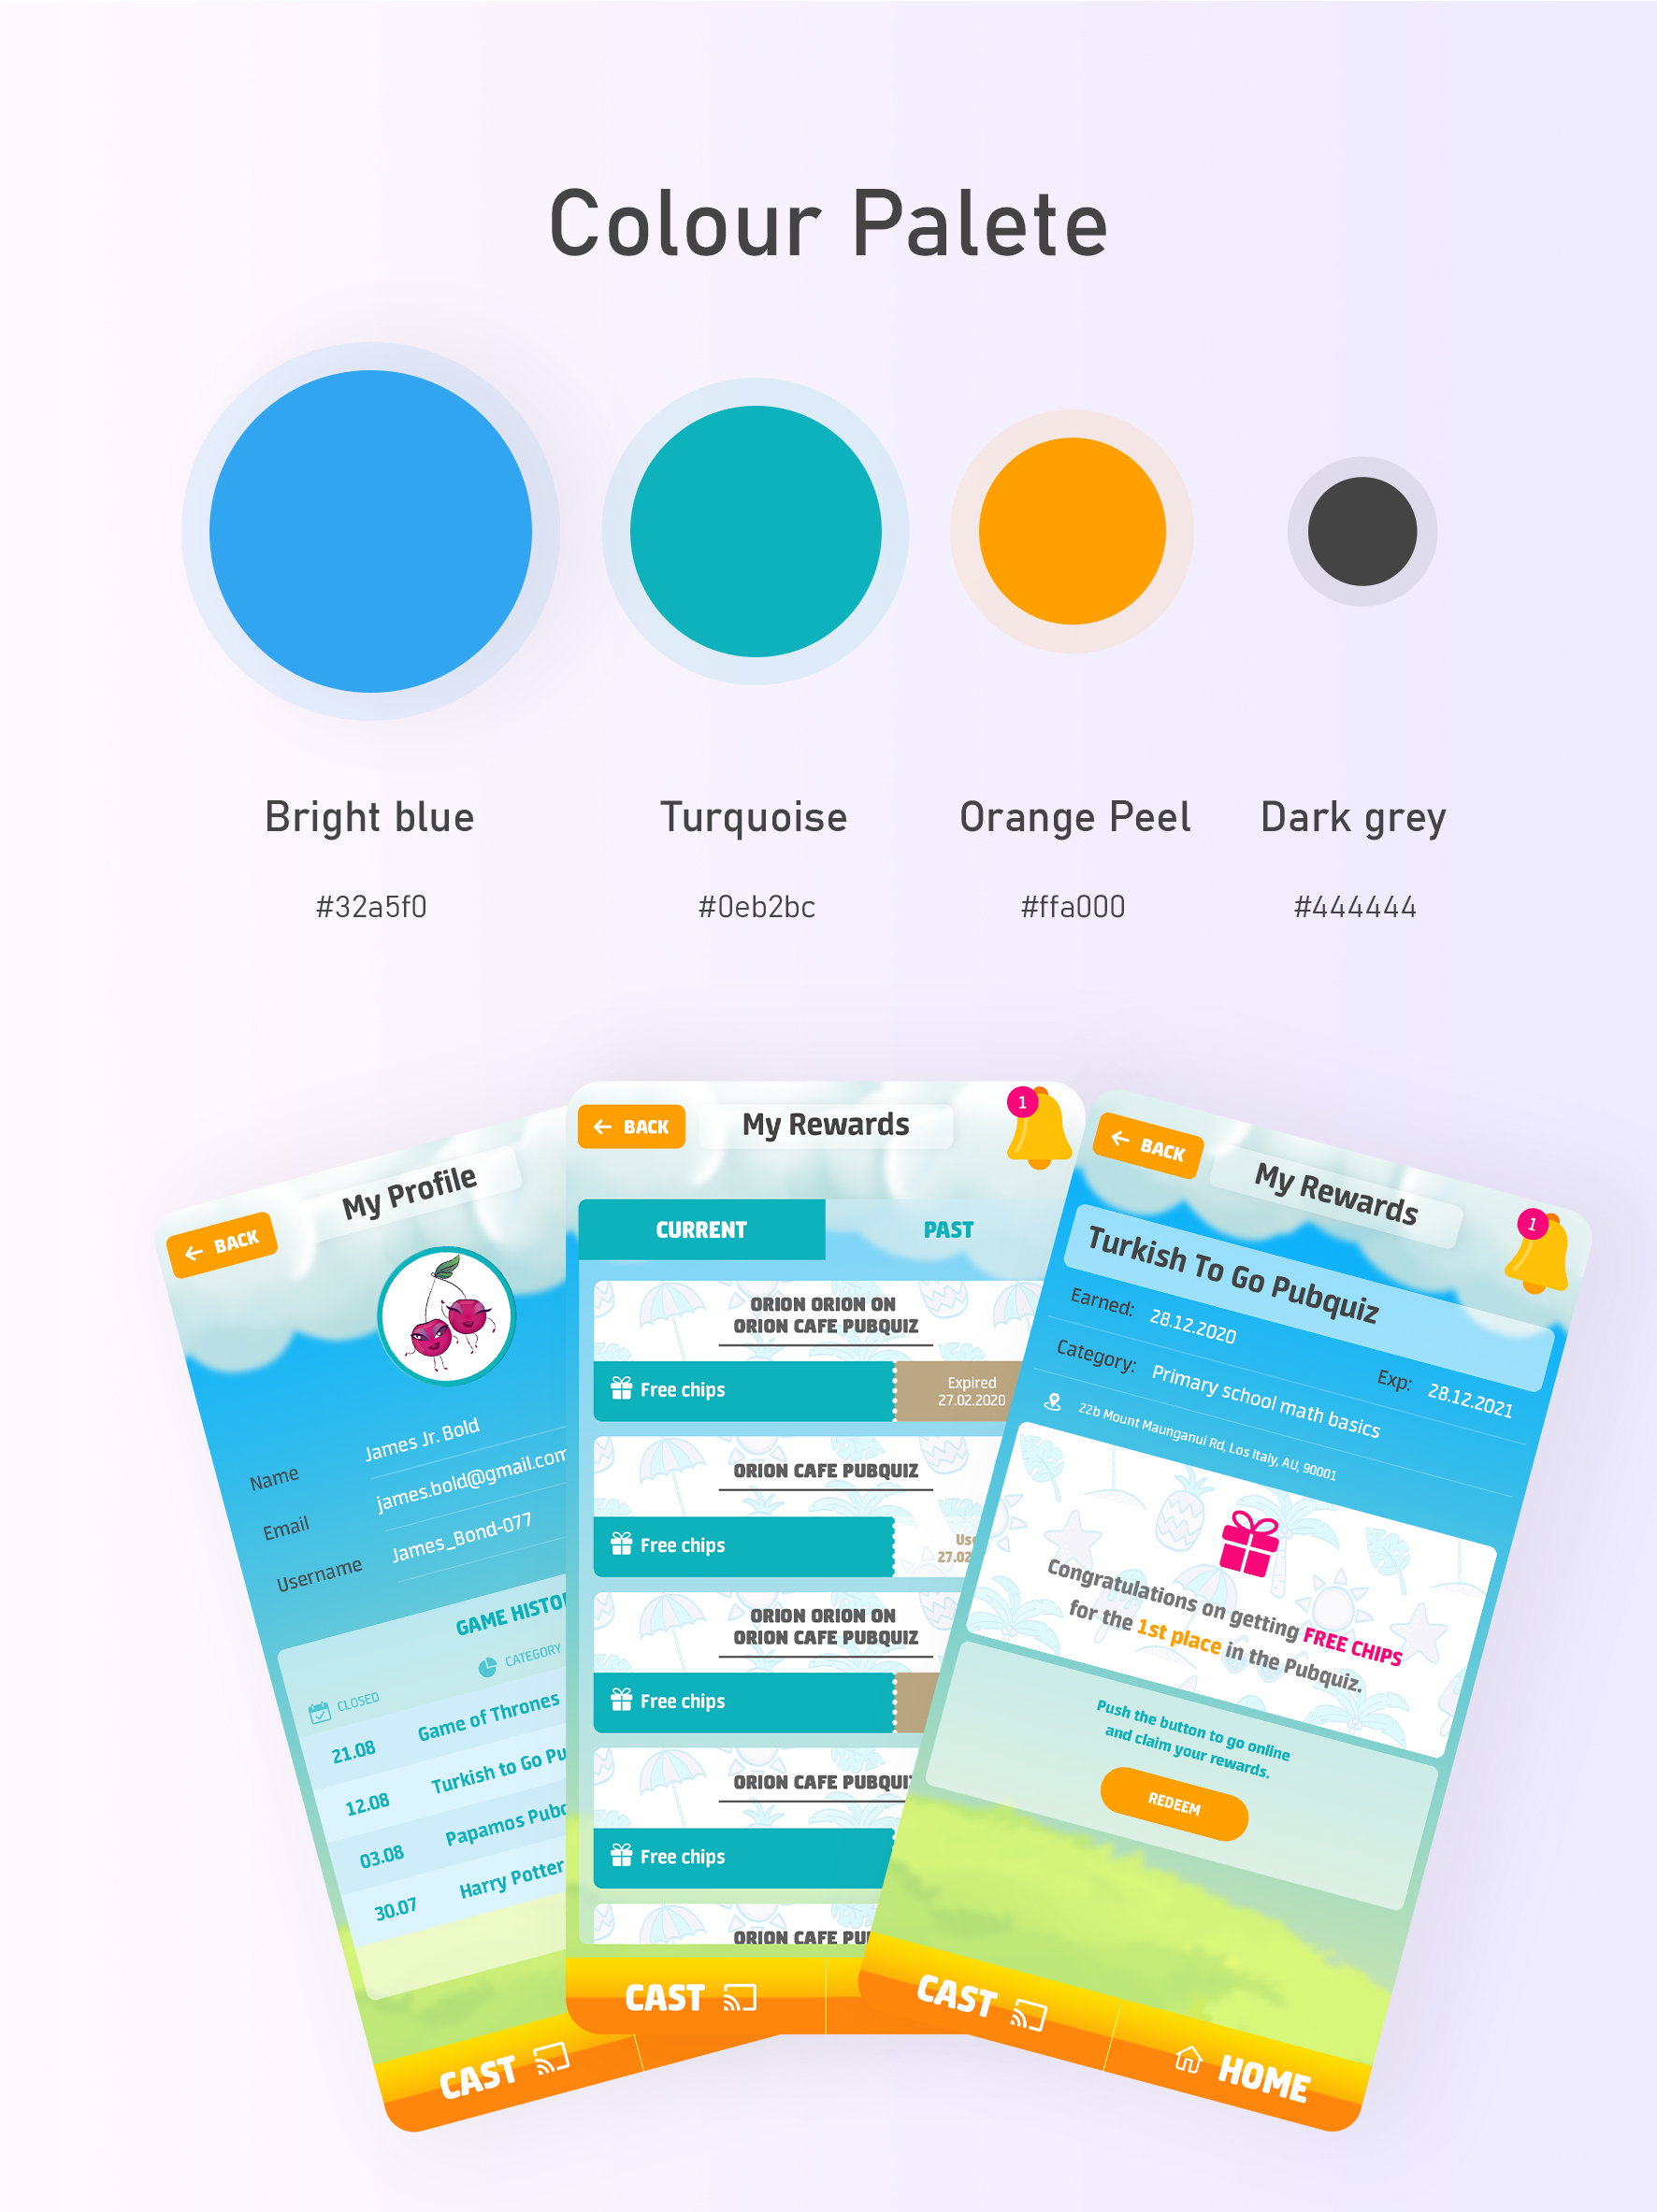 Colour Palete
Bright blue
Turquoise
Orange Peel
Dark grey
#32a5f0
#0eb2bc
#ffa000
#444444
BACK
My Profile
Name
James Jr. Bold
Email
james.bold@gmail.com
Username
James_Bond-077
GAME HISTO
CLOSED
CATEGORY
21.08
Game of Thrones
12.08
Turkish to Go Pu
03.08
Papamos Pub
30.07
Harry Potter
CAST
BACK
My Rewards
1
CURRENT
PAST
ORION ORION ON
ORION CAFE PUBQUIZ
Free chips
Expired
27.02.2020
ORION CAFE PUBQUIZ
Free chips
Us
27.02
ORION ORION ON
ORION CAFE PUBQUIZ
Free chips
ORION CAFE PUBQUI
Free chips
ORION CAFE PU
CAST
BACK
My Rewards
1
Turkish To Go Pubquiz
Earned:
28.12.2020
Exp:
28.12.2021
Category:
Primary school math basics
22b Mount Maunganui Rd, Los Italy, AU, 90001
Congratulations on getting FREE CHIPS
for the 1st place in the Pubquiz.
Push the button to go online
and claim your rewards.
REDEEM
CAST
HOME